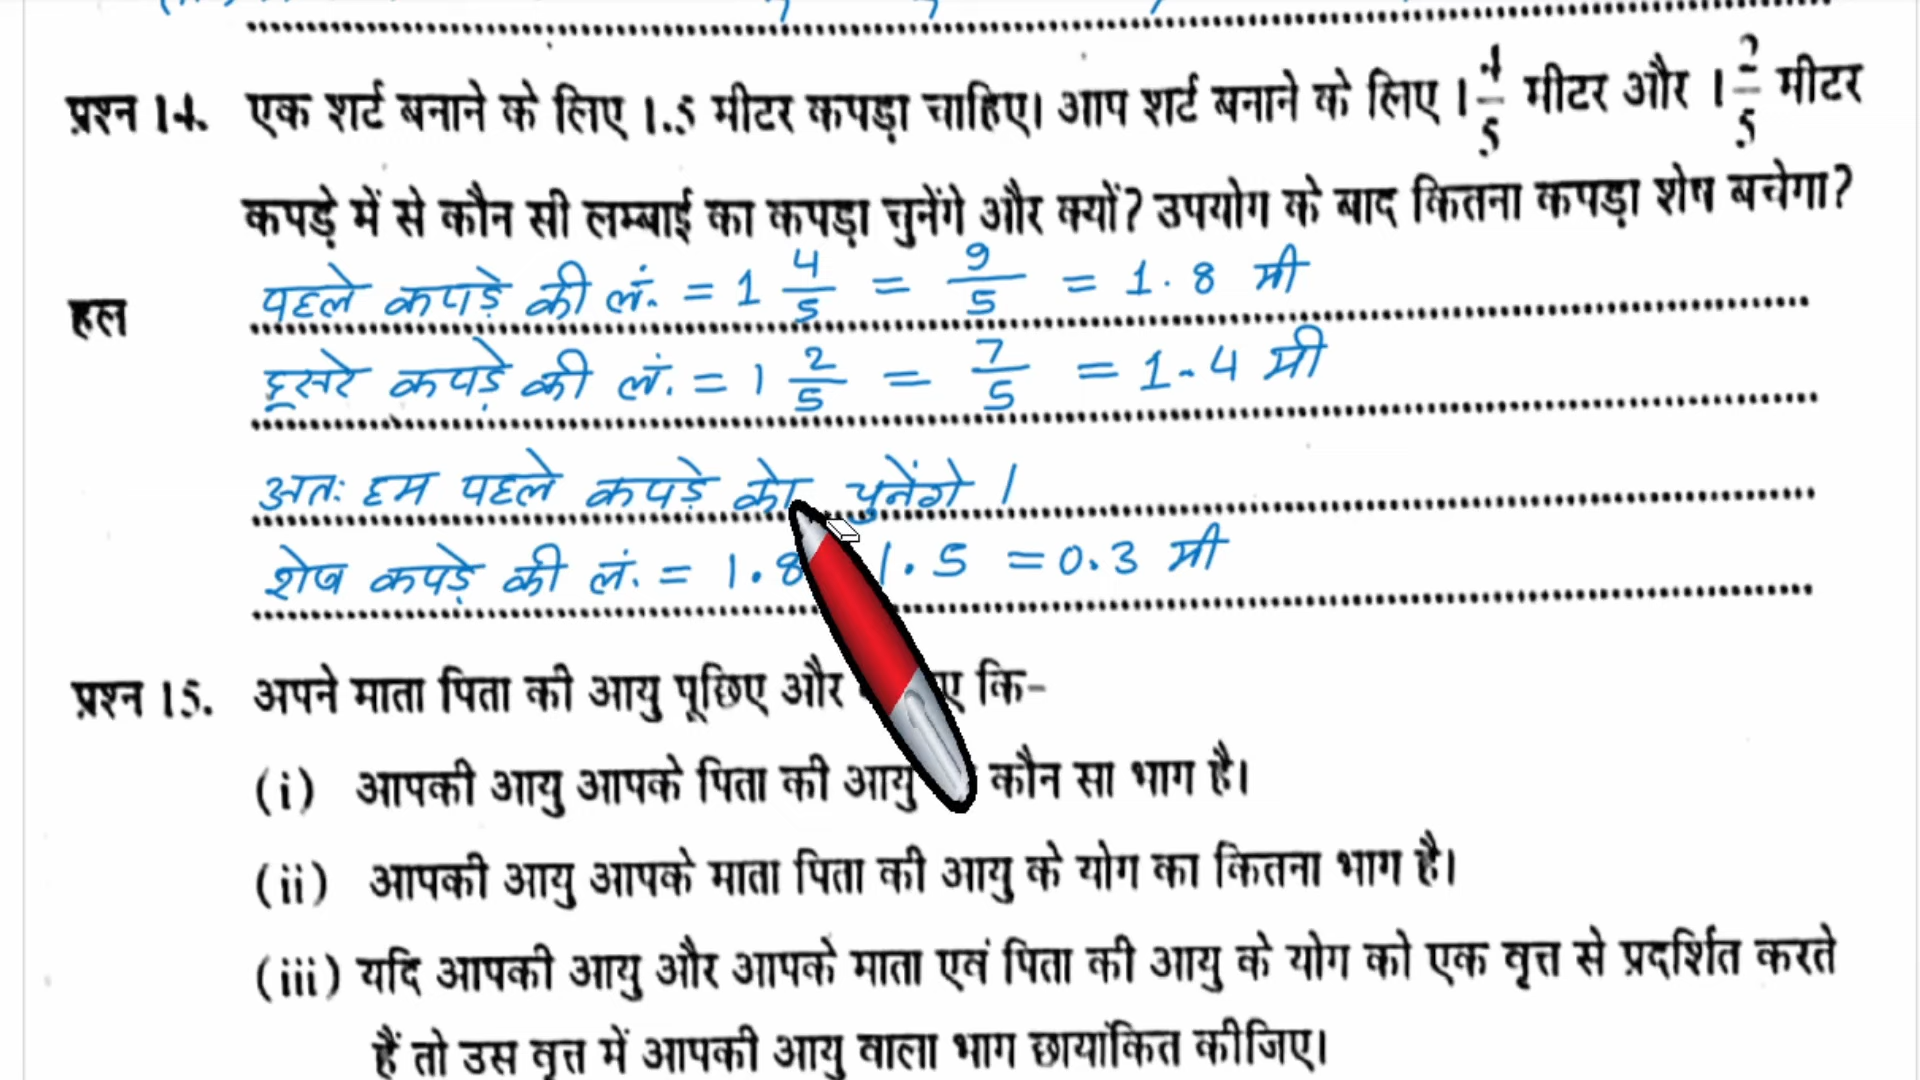 प्रश्न 14. एक शर्ट बनाने के लिए 1.5 मीटर कपड़ा चाहिए। आप शर्ट बनाने के लिए 1 4/5 मीटर और 1 2/5 मीटर
कपड़े में से कौन सी लम्बाई का कपड़ा चुनेंगे और क्यों? उपयोग के बाद कितना कपड़ा शेष बचेगा?
हल पहले कपड़े की लं. = 1 4/5 = 9/5 = 1.8 मी
दूसरे कपड़े की लं. = 1 2/5 = 7/5 = 1.4 मी
अतः हम पहले कपड़े को चुनेंगे।
शेष कपड़े की लं. = 1.8 1.5 = 0.3 मी
प्रश्न 15. अपने माता पिता की आयु पूछिए और कि-
(i) आपकी आयु आपके पिता की आयु कौन सा भाग है।
(ii) आपकी आयु आपके माता पिता की आयु के योग का कितना भाग है।
(iii) यदि आपकी आयु और आपके माता एवं पिता की आयु के योग को एक वृत्त से प्रदर्शित करते
हैं तो उस वृत्त में आपकी आयु वाला भाग छायांकित कीजिए।